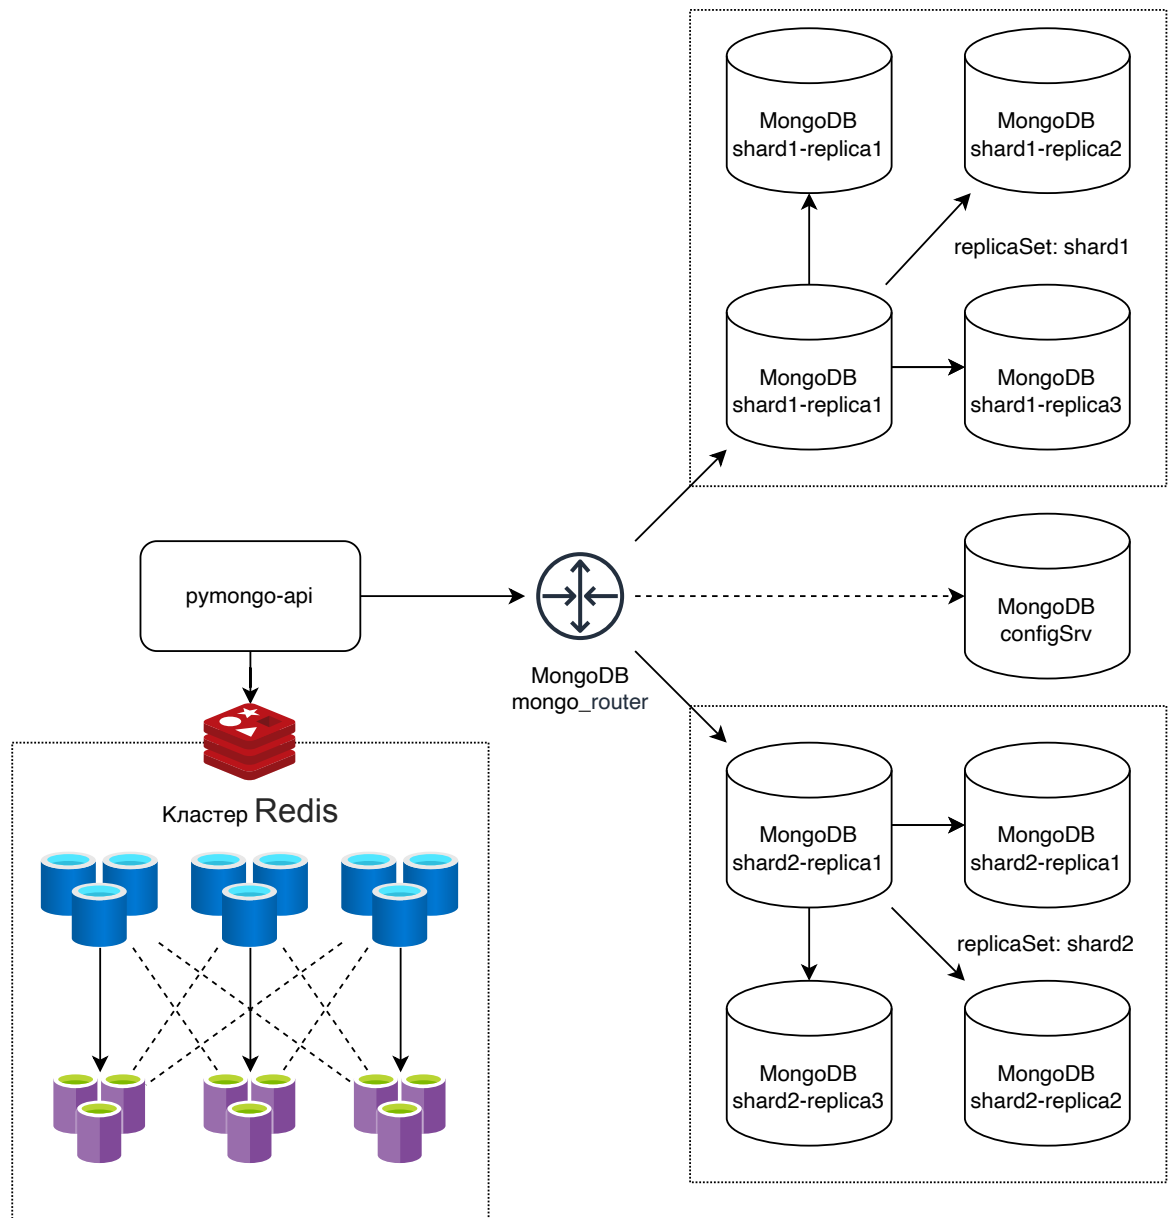 MongoDB
shard1-replica1
MongoDB
shard1-replica2
replicaSet: shard1
MongoDB
shard1-replica1
MongoDB
shard1-replica3
pymongo-api
MongoDB
mongo_router
MongoDB
configSrv
Кластер Redis
MongoDB
shard2-replica1
MongoDB
shard2-replica1
replicaSet: shard2
MongoDB
shard2-replica3
MongoDB
shard2-replica2